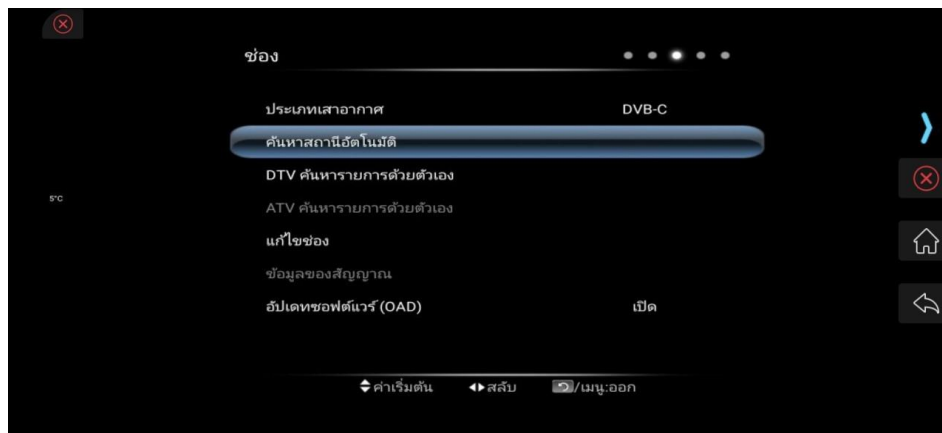 ช่อง
ประเภทเสาอากาศ DVB-C
ค้นหาสถานีอัตโนมัติ
DTV ค้นหารายการด้วยตัวเอง
5°C
ATV ค้นหารายการด้วยตัวเอง
แก้ไขช่อง
ข้อมูลของสัญญาณ
อัปเดทซอฟต์แวร์ (OAD) เปิด
ค่าเริ่มต้น สลับ /เมนู:ออก